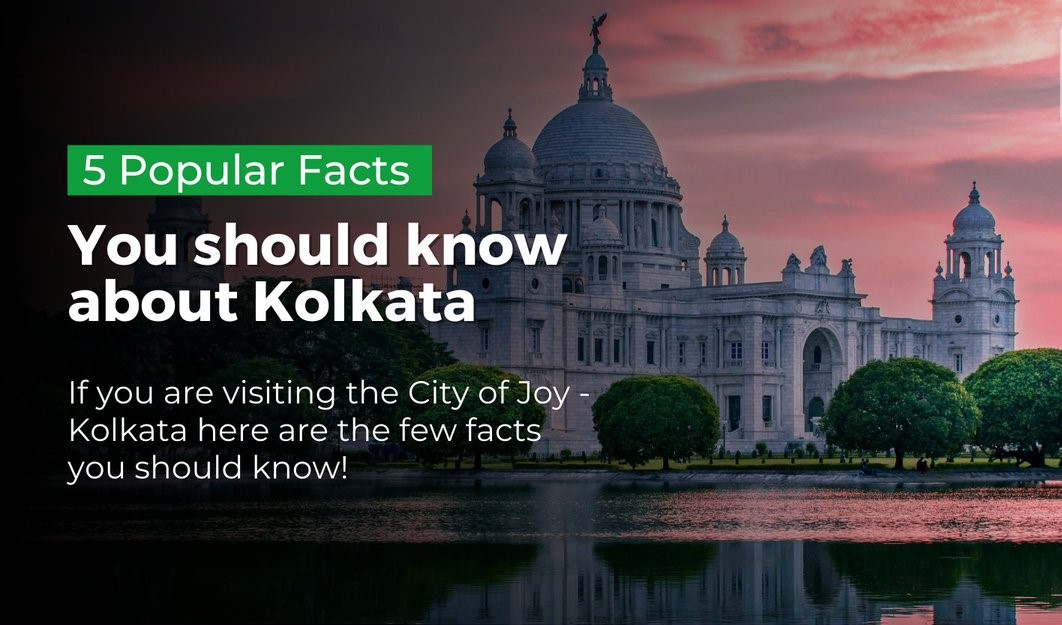 5 Popular Facts
You should know
about Kolkata
If you are visiting the City of Joy -
Kolkata here are the few facts
you should know!